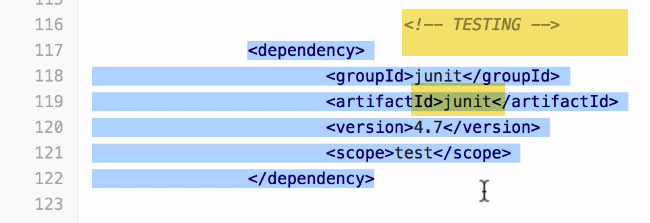 116 <!-- TESTING -->
117 <dependency>
118 <groupId>junit</groupId>
119 <artifactId>junit</artifactId>
120 <version>4.7</version>
121 <scope>test</scope>
122 </dependency>
123